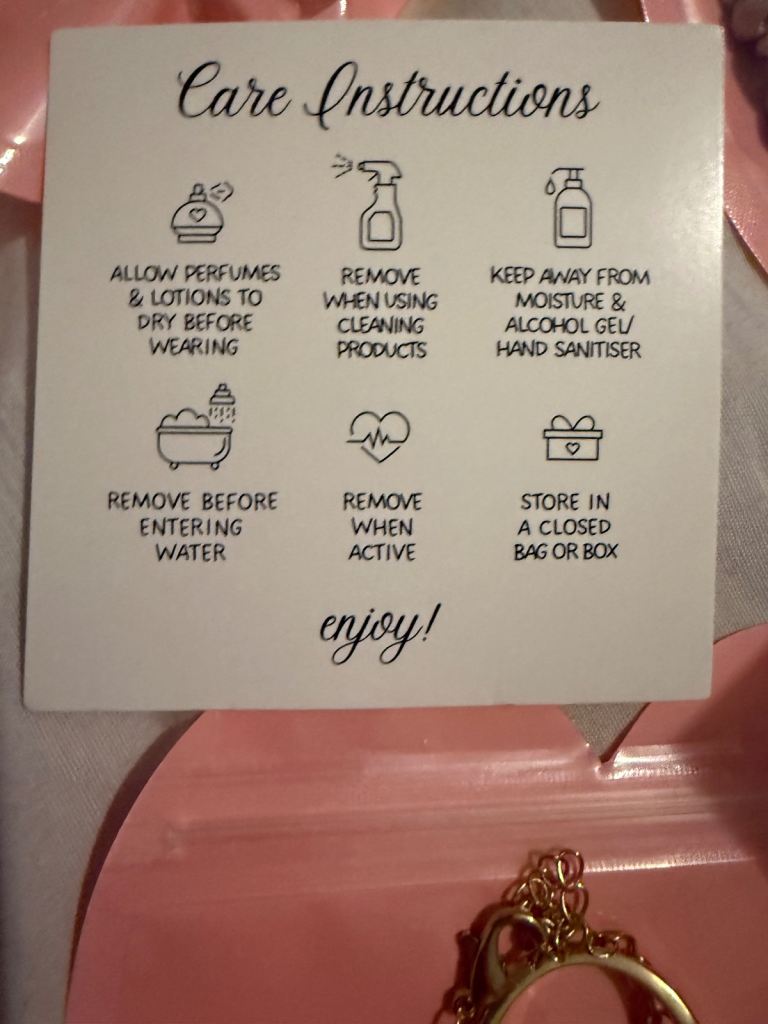 Care Instructions
ALLOW PERFUMES
& LOTIONS TO
DRY BEFORE
WEARING
REMOVE
WHEN USING
CLEANING
PRODUCTS
KEEP AWAY FROM
MOISTURE &
ALCOHOL GEL/
HAND SANITISER
REMOVE BEFORE
ENTERING
WATER
REMOVE
WHEN
ACTIVE
STORE IN
A CLOSED
BAG OR BOX
enjoy!